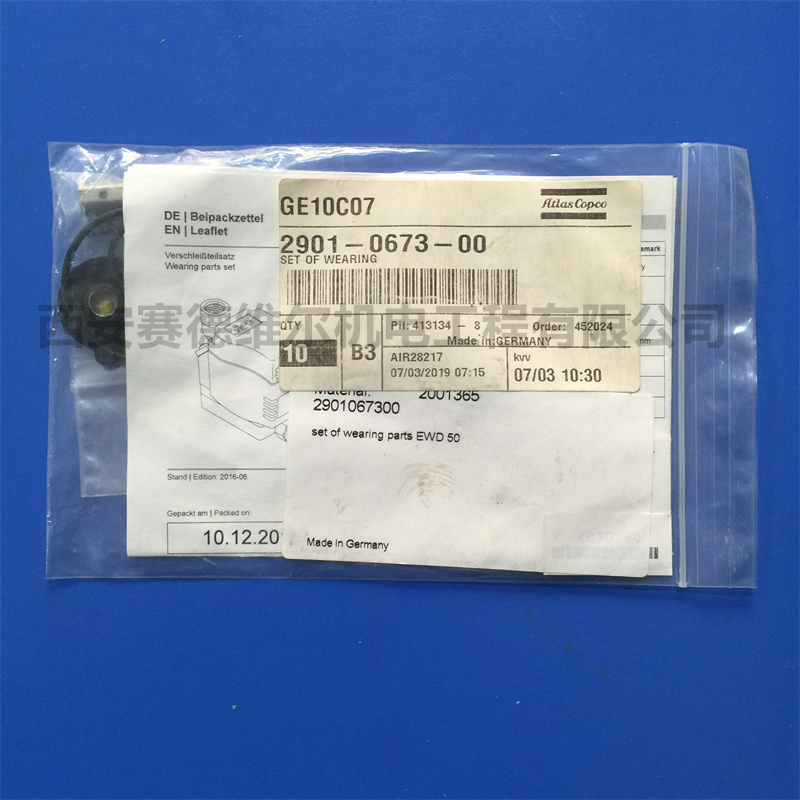 DE | Beipackzettel
EN | Leaflet
Verschleißteilsatz
Wearing parts set
Stand | Edition: 2016-06
Gepackt am | Packed on:
10.12.20
GE10C07
Atlas Copco
2901-0673-00
SET OF WEARING
QTY
10
B3
Pil: 413134 - 8
Order: 452024
Made in: GERMANY
AIR28217
07/03/2019 07:15
kvv
07/03 10:30
Material:
2001365
2901067300
set of wearing parts EWD 50
Made in Germany
西安赛德维尔机电工程有限公司